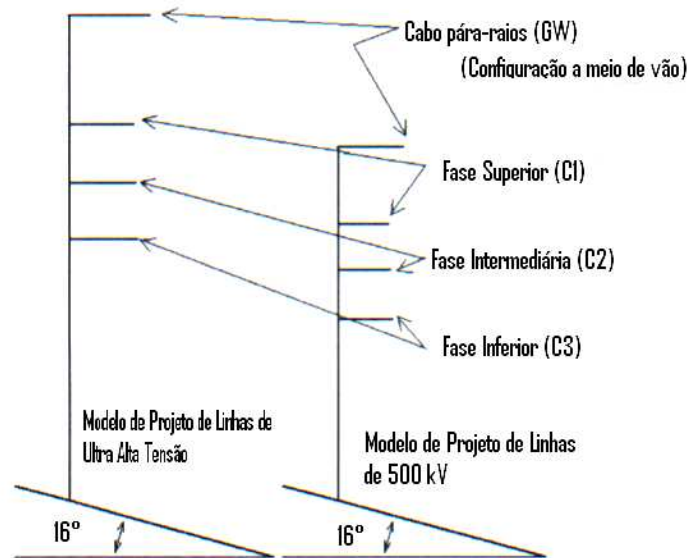 Cabo pára-raios (GW)
(Configuração a meio de vão)
Fase Superior (C1)
Fase Intermediária (C2)
Fase Inferior (C3)
Modelo de Projeto de Linhas de
Ultra Alta Tensão
Modelo de Projeto de Linhas
de 500 kV
16°
16°